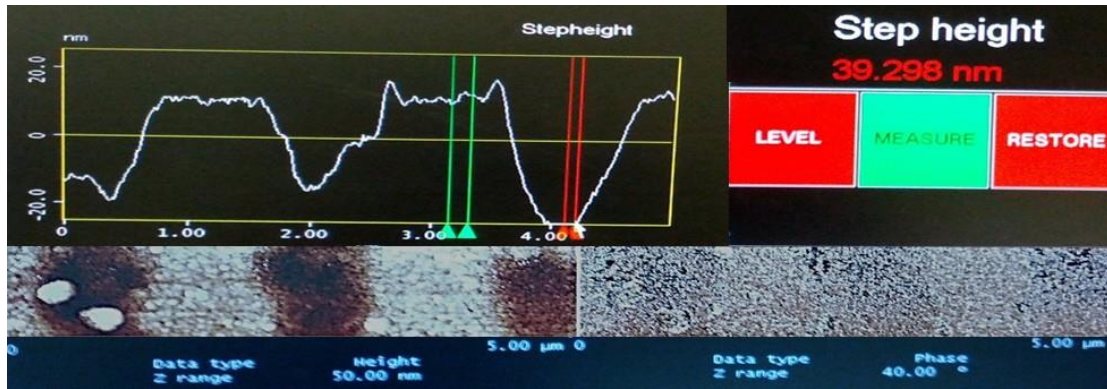 nm
Stepheight
20.0
0
-20.0
0
1.00
2.00
3.00
4.00
Step height
39.298 nm
LEVEL
MEASURE
RESTORE
0
5.00 µm
Data type
Height
Z range
50.00 nm
0
5.00 µm
Data type
Phase
Z range
40.00 °